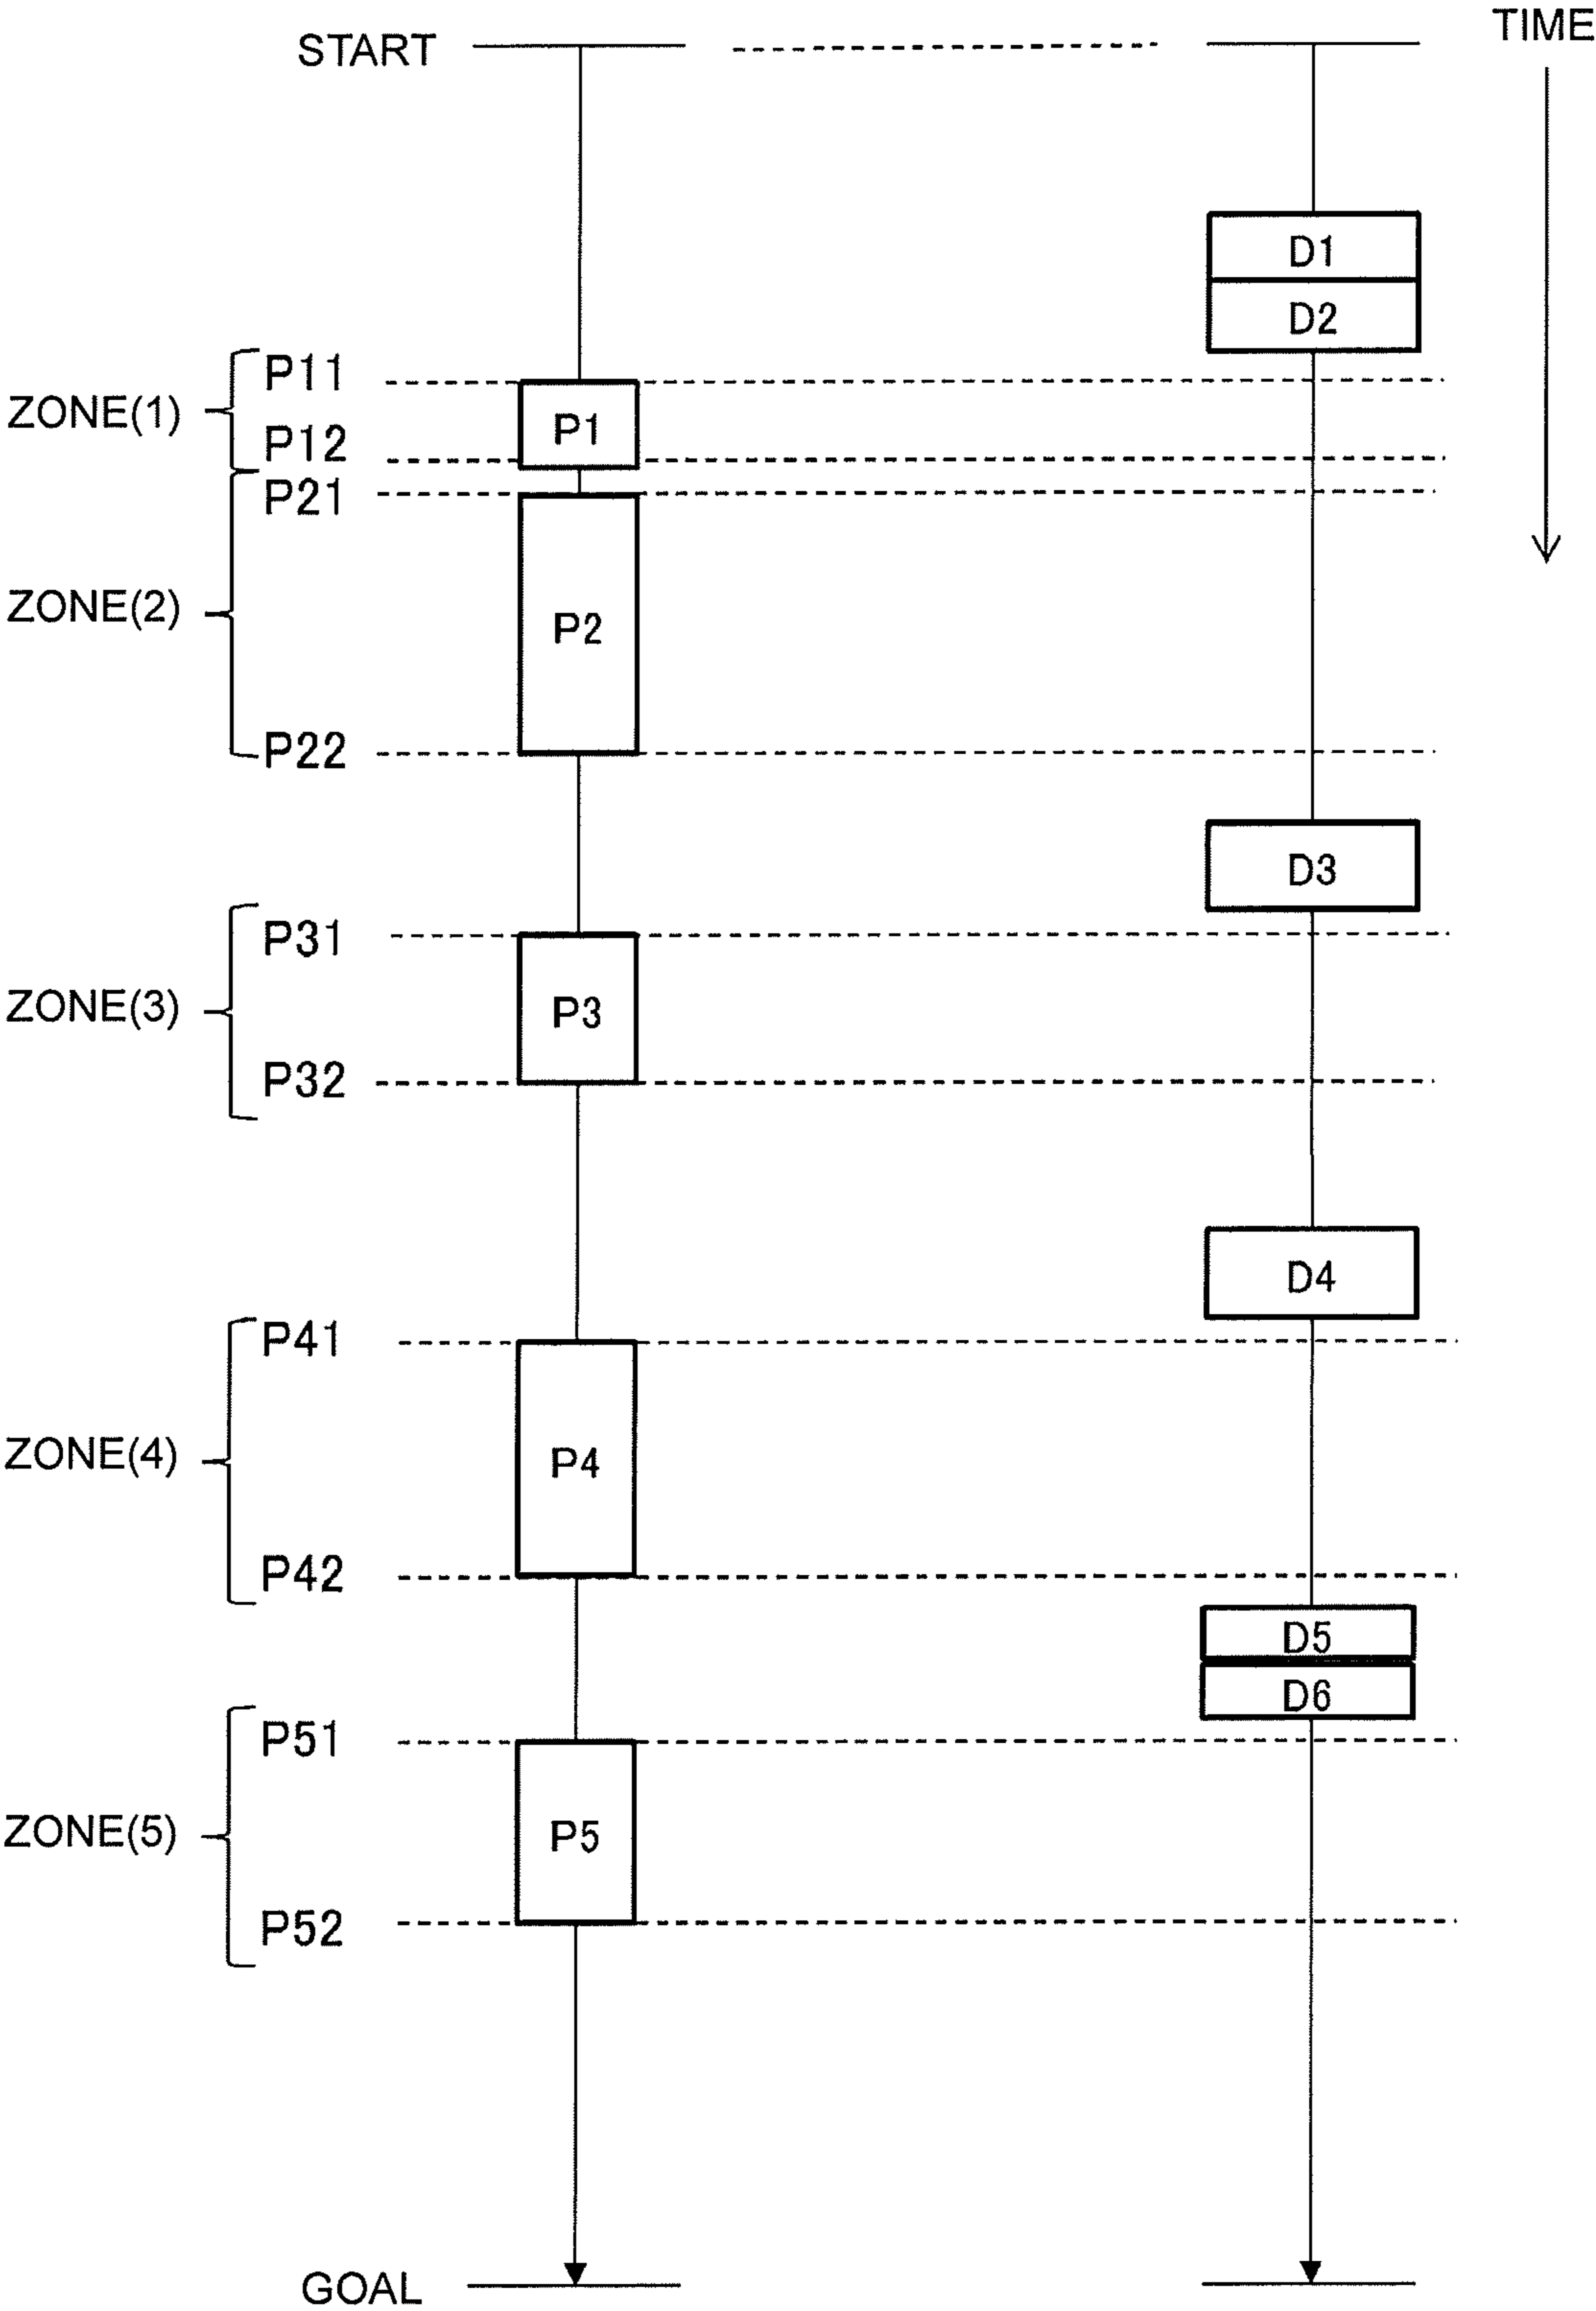 TIME
START
D1
D2
P11
ZONE(1)
P1
P12
P21
ZONE(2)
P2
P22
D3
P31
ZONE(3)
P3
P32
D4
P41
ZONE(4)
P4
P42
D5
D6
P51
ZONE(5)
P5
P52
GOAL